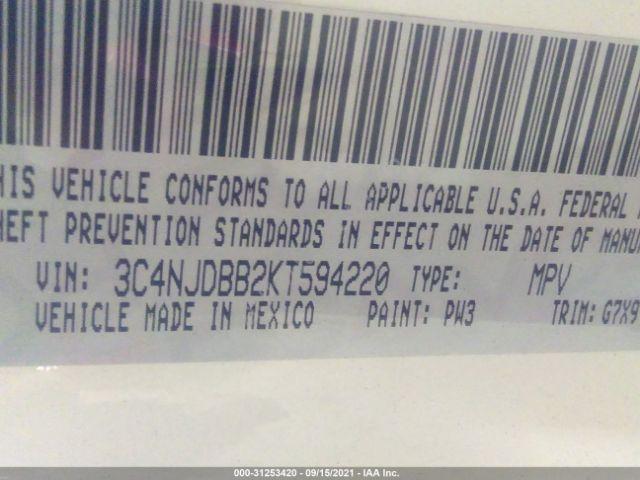 HIS VEHICLE CONFORMS TO ALL APPLICABLE U.S.A. FEDERAL
HEFT PREVENTION STANDARDS IN EFFECT ON THE DATE OF MANU
VIN: 3C4NJDBB2KT594220 TYPE: MPV
VEHICLE MADE IN MEXICO PAINT: PW3 TRIM: G7X9
000-31253420 - 09/15/2021 - IAA Inc.